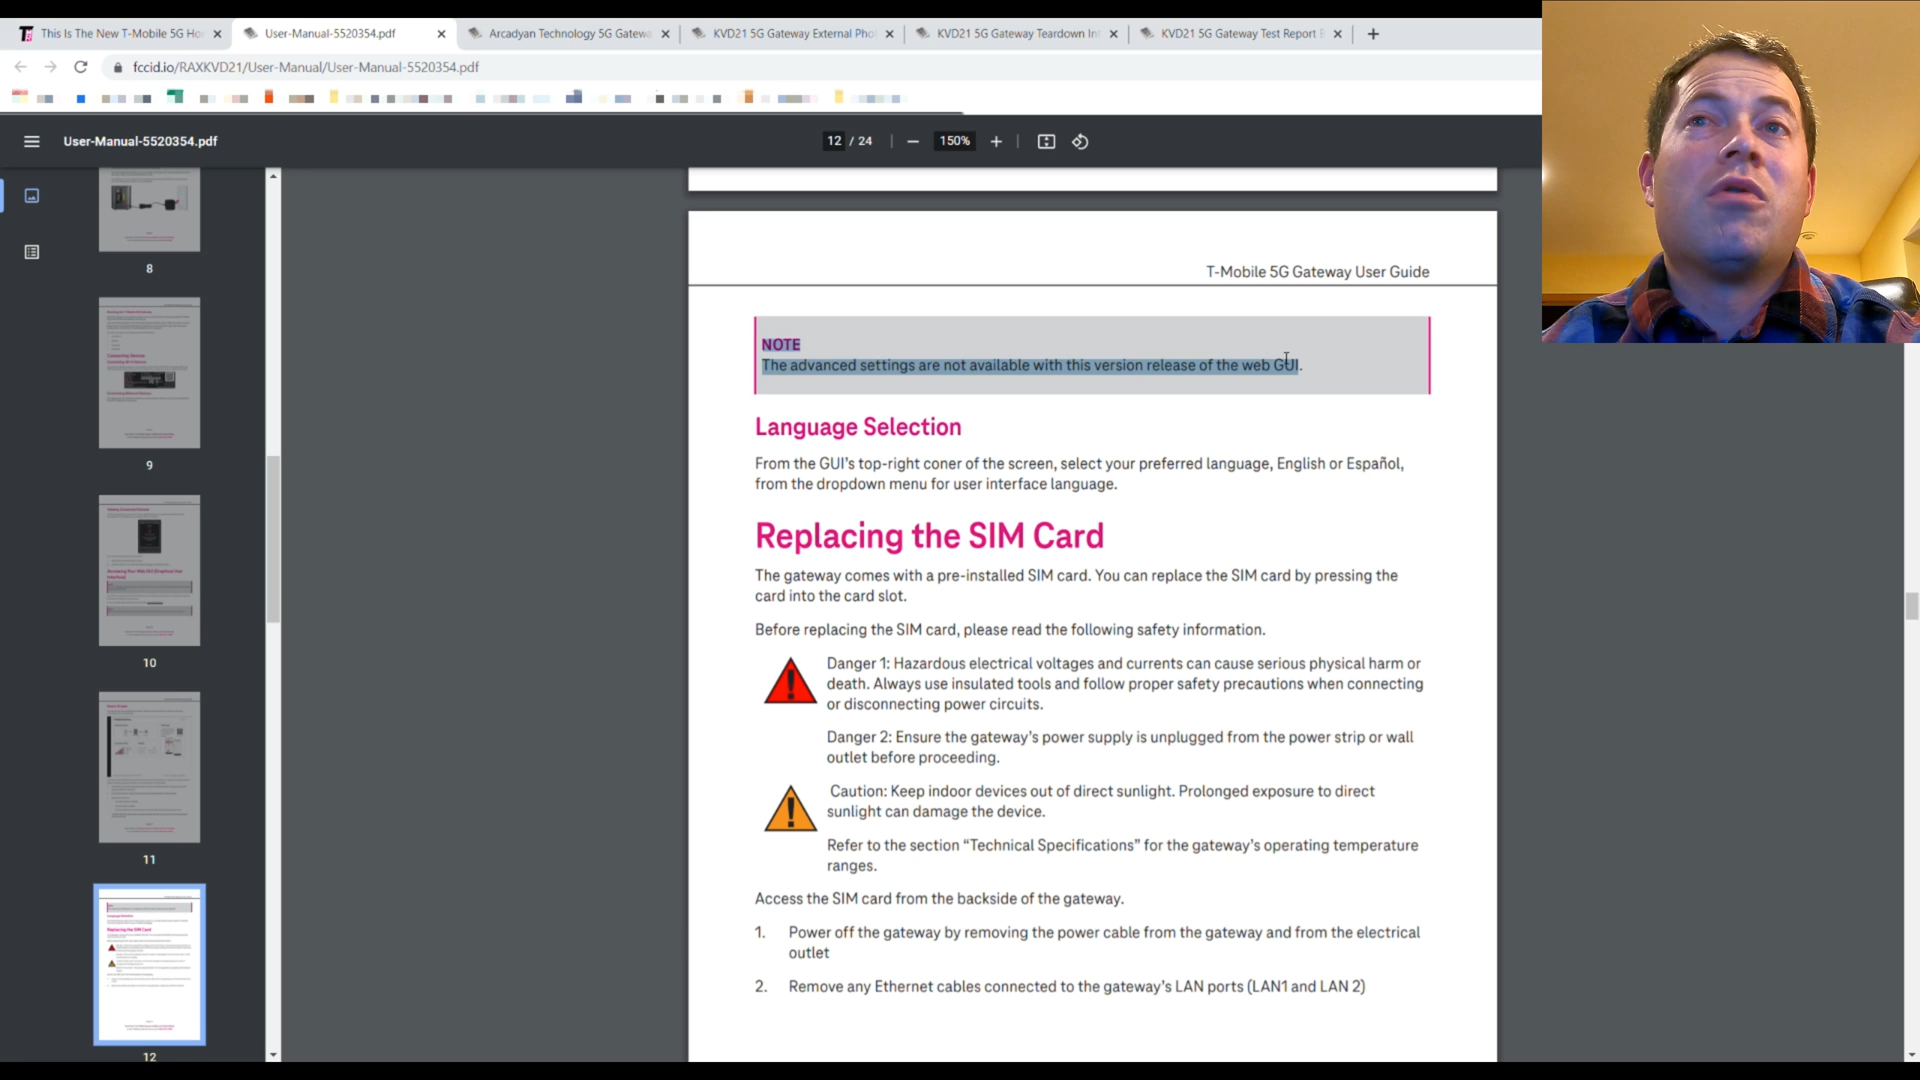 This Is The New T-Mobile 5G Ho
User-Manual-5520354.pdf
Arcadyan Technology 5G Gatewa
KVD21 5G Gateway External Pho
KVD21 5G Gateway Teardown In
KVD21 5G Gateway Test Report
fccid.io/RAXKVD21/User-Manual/User-Manual-5520354.pdf
User-Manual-5520354.pdf
12 / 24
150%
8
9
10
11
12
T-Mobile 5G Gateway User Guide
NOTE
The advanced settings are not available with this version release of the web GUI.
Language Selection
From the GUI's top-right coner of the screen, select your preferred language, English or Español,
from the dropdown menu for user interface language.
Replacing the SIM Card
The gateway comes with a pre-installed SIM card. You can replace the SIM card by pressing the
card into the card slot.
Before replacing the SIM card, please read the following safety information.
Danger 1: Hazardous electrical voltages and currents can cause serious physical harm or
death. Always use insulated tools and follow proper safety precautions when connecting
or disconnecting power circuits.
Danger 2: Ensure the gateway's power supply is unplugged from the power strip or wall
outlet before proceeding.
Caution: Keep indoor devices out of direct sunlight. Prolonged exposure to direct
sunlight can damage the device.
Refer to the section “Technical Specifications” for the gateway's operating temperature
ranges.
Access the SIM card from the backside of the gateway.
1. Power off the gateway by removing the power cable from the gateway and from the electrical
outlet
2. Remove any Ethernet cables connected to the gateway's LAN ports (LAN1 and LAN 2)